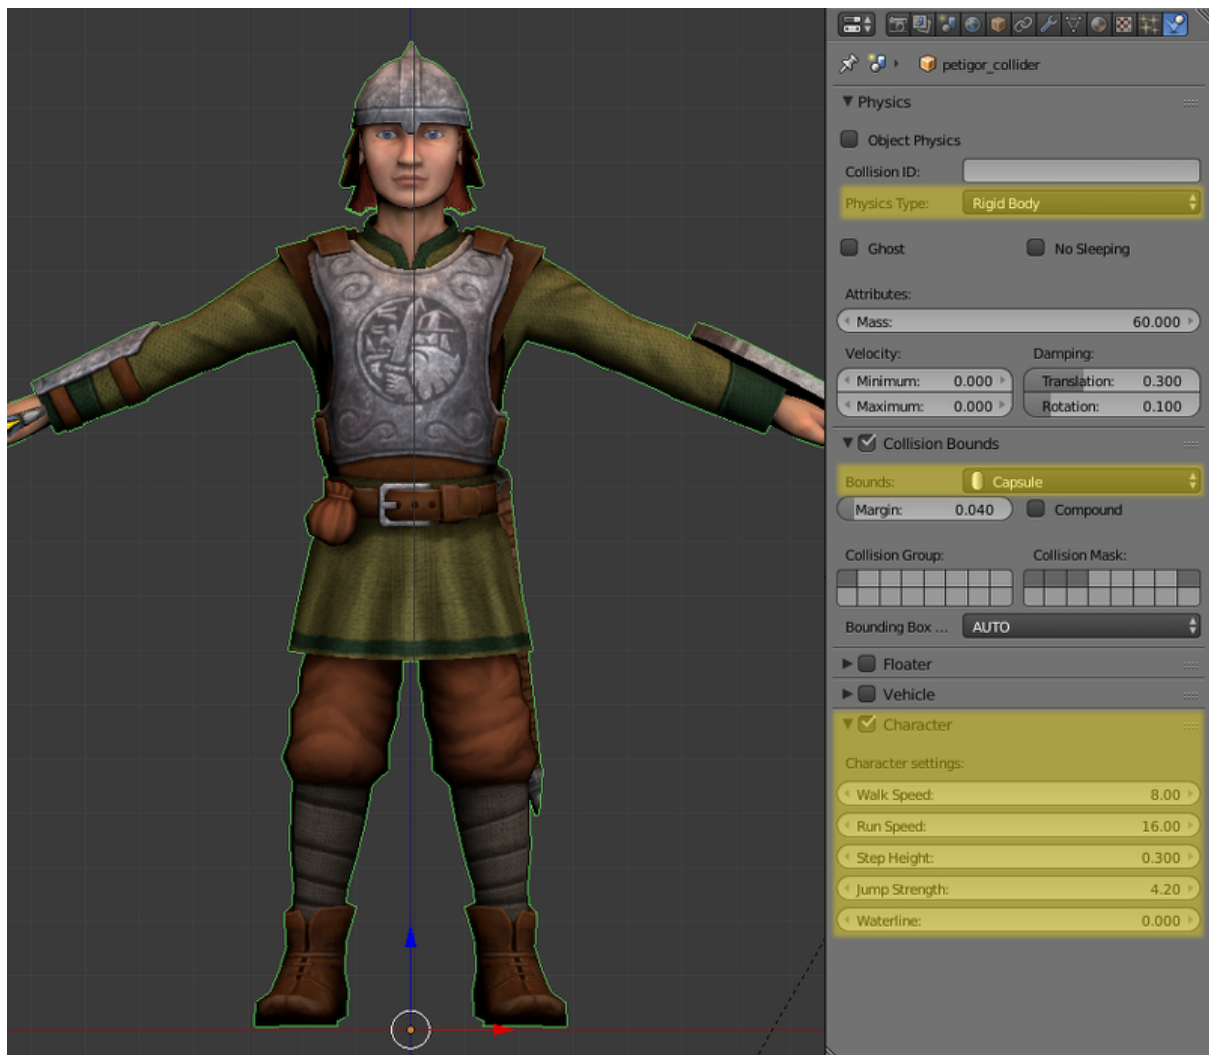 petigor_collider
Physics
Object Physics
Collision ID:
Physics Type: Rigid Body
Ghost No Sleeping
Attributes:
Mass: 60.000
Velocity: Damping:
Minimum: 0.000 Translation: 0.300
Maximum: 0.000 Rotation: 0.100
Collision Bounds
Bounds: Capsule
Margin: 0.040 Compound
Collision Group: Collision Mask:
Bounding Box ... AUTO
Floater
Vehicle
Character
Character settings:
Walk Speed: 8.00
Run Speed: 16.00
Step Height: 0.300
Jump Strength: 4.20
Waterline: 0.000